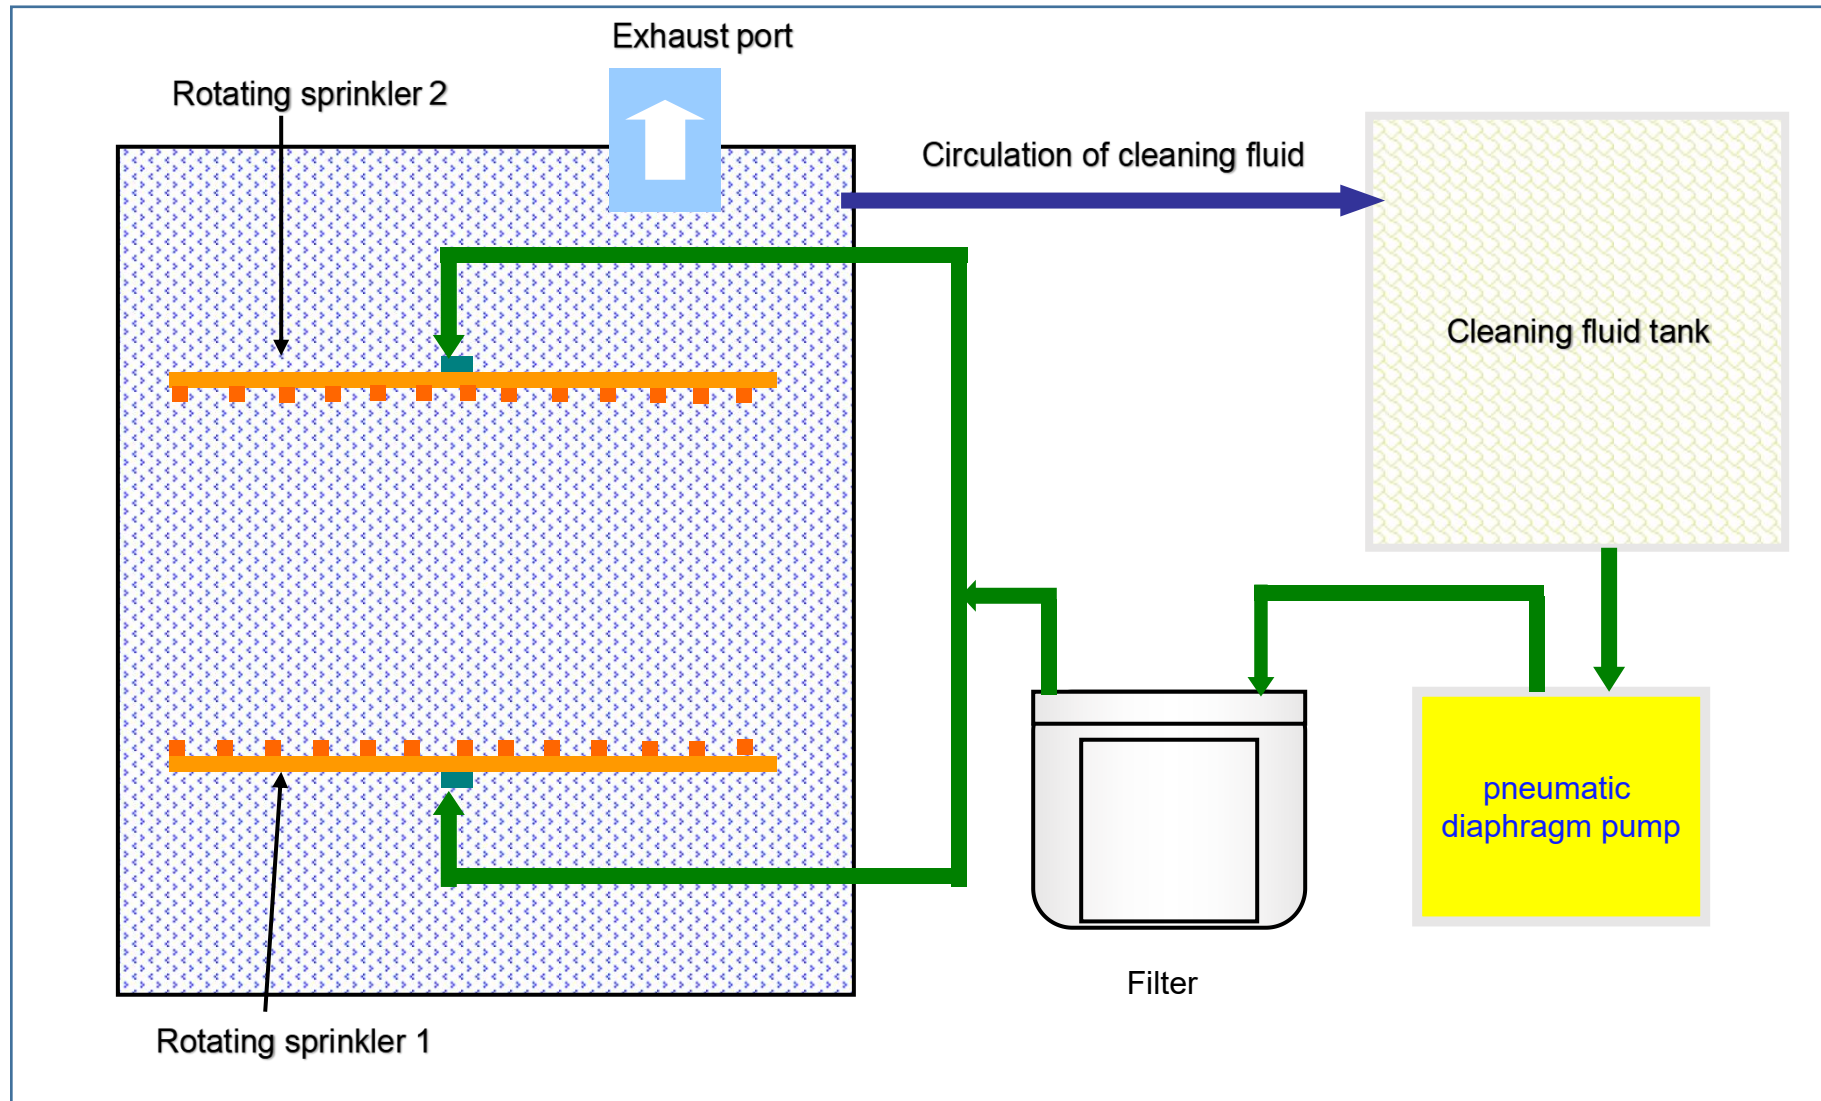 Exhaust port
Rotating sprinkler 2
Circulation of cleaning fluid
Cleaning fluid tank
pneumatic
diaphragm pump
Filter
Rotating sprinkler 1